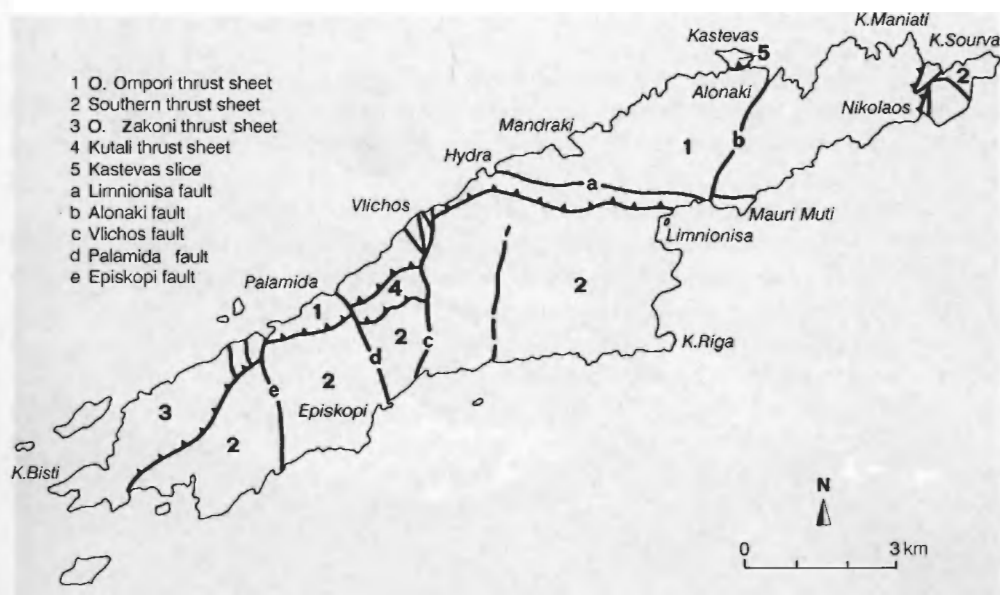 1 O. Ompori thrust sheet
2 Southern thrust sheet
3 O. Zakoni thrust sheet
4 Kutali thrust sheet
5 Kastevas slice
a Limnionisa fault
b Alonaki fault
c Vlichos fault
d Palamida fault
e Episkopi fault
K.Maniati
Kastevas
K.Sourva
5
2
Alonaki
Nikolaos
Mandraki
1
b
Hydra
a
Vlichos
Mauri Muti
Limnionisa
Palamida
4
2
1
2
c
K.Riga
d
e
2
3
Episkopi
2
K.Bisti
N
0
3 km